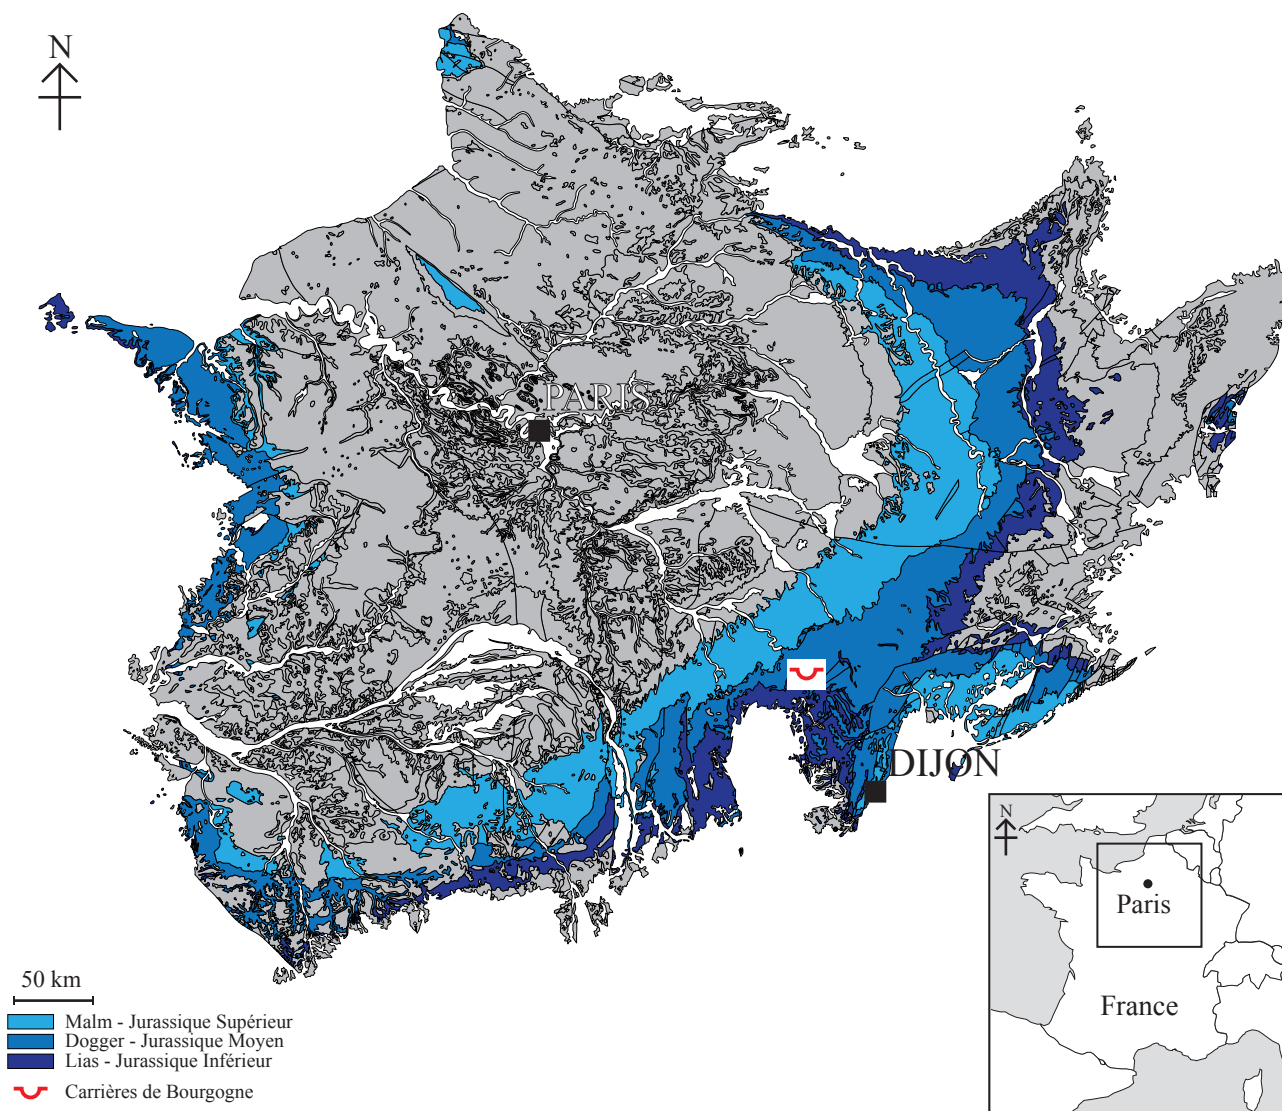 N
PARIS
DIJON
50 km
Malm - Jurassique Supérieur
Dogger - Jurassique Moyen
Lias - Jurassique Inférieur
Carrières de Bourgogne
N
Paris
France